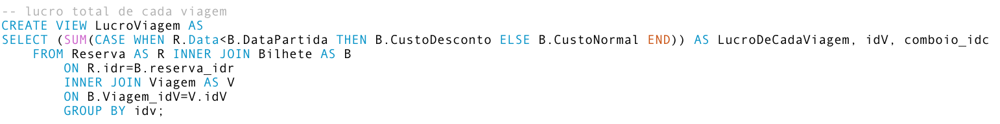 -- lucro total de cada viagem
CREATE VIEW LucroViagem AS
SELECT (SUM(CASE WHEN R.Data<B.DataPartida THEN B.CustoDesconto ELSE B.CustoNormal END)) AS LucroDeCadaViagem, idV, comboio_idc
    FROM Reserva AS R INNER JOIN Bilhete AS B
        ON R.idr=B.reserva_idr
        INNER JOIN Viagem AS V
        ON B.Viagem_idV=V.idV
        GROUP BY idv;